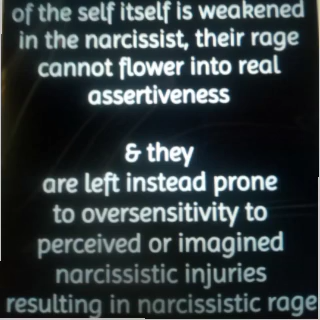 of the self itself is weakened
in the narcissist, their rage
cannot flower into real
assertiveness
& they
are left instead prone
to oversensitivity to
perceived or imagined
narcissistic injuries
resulting in narcissistic rage